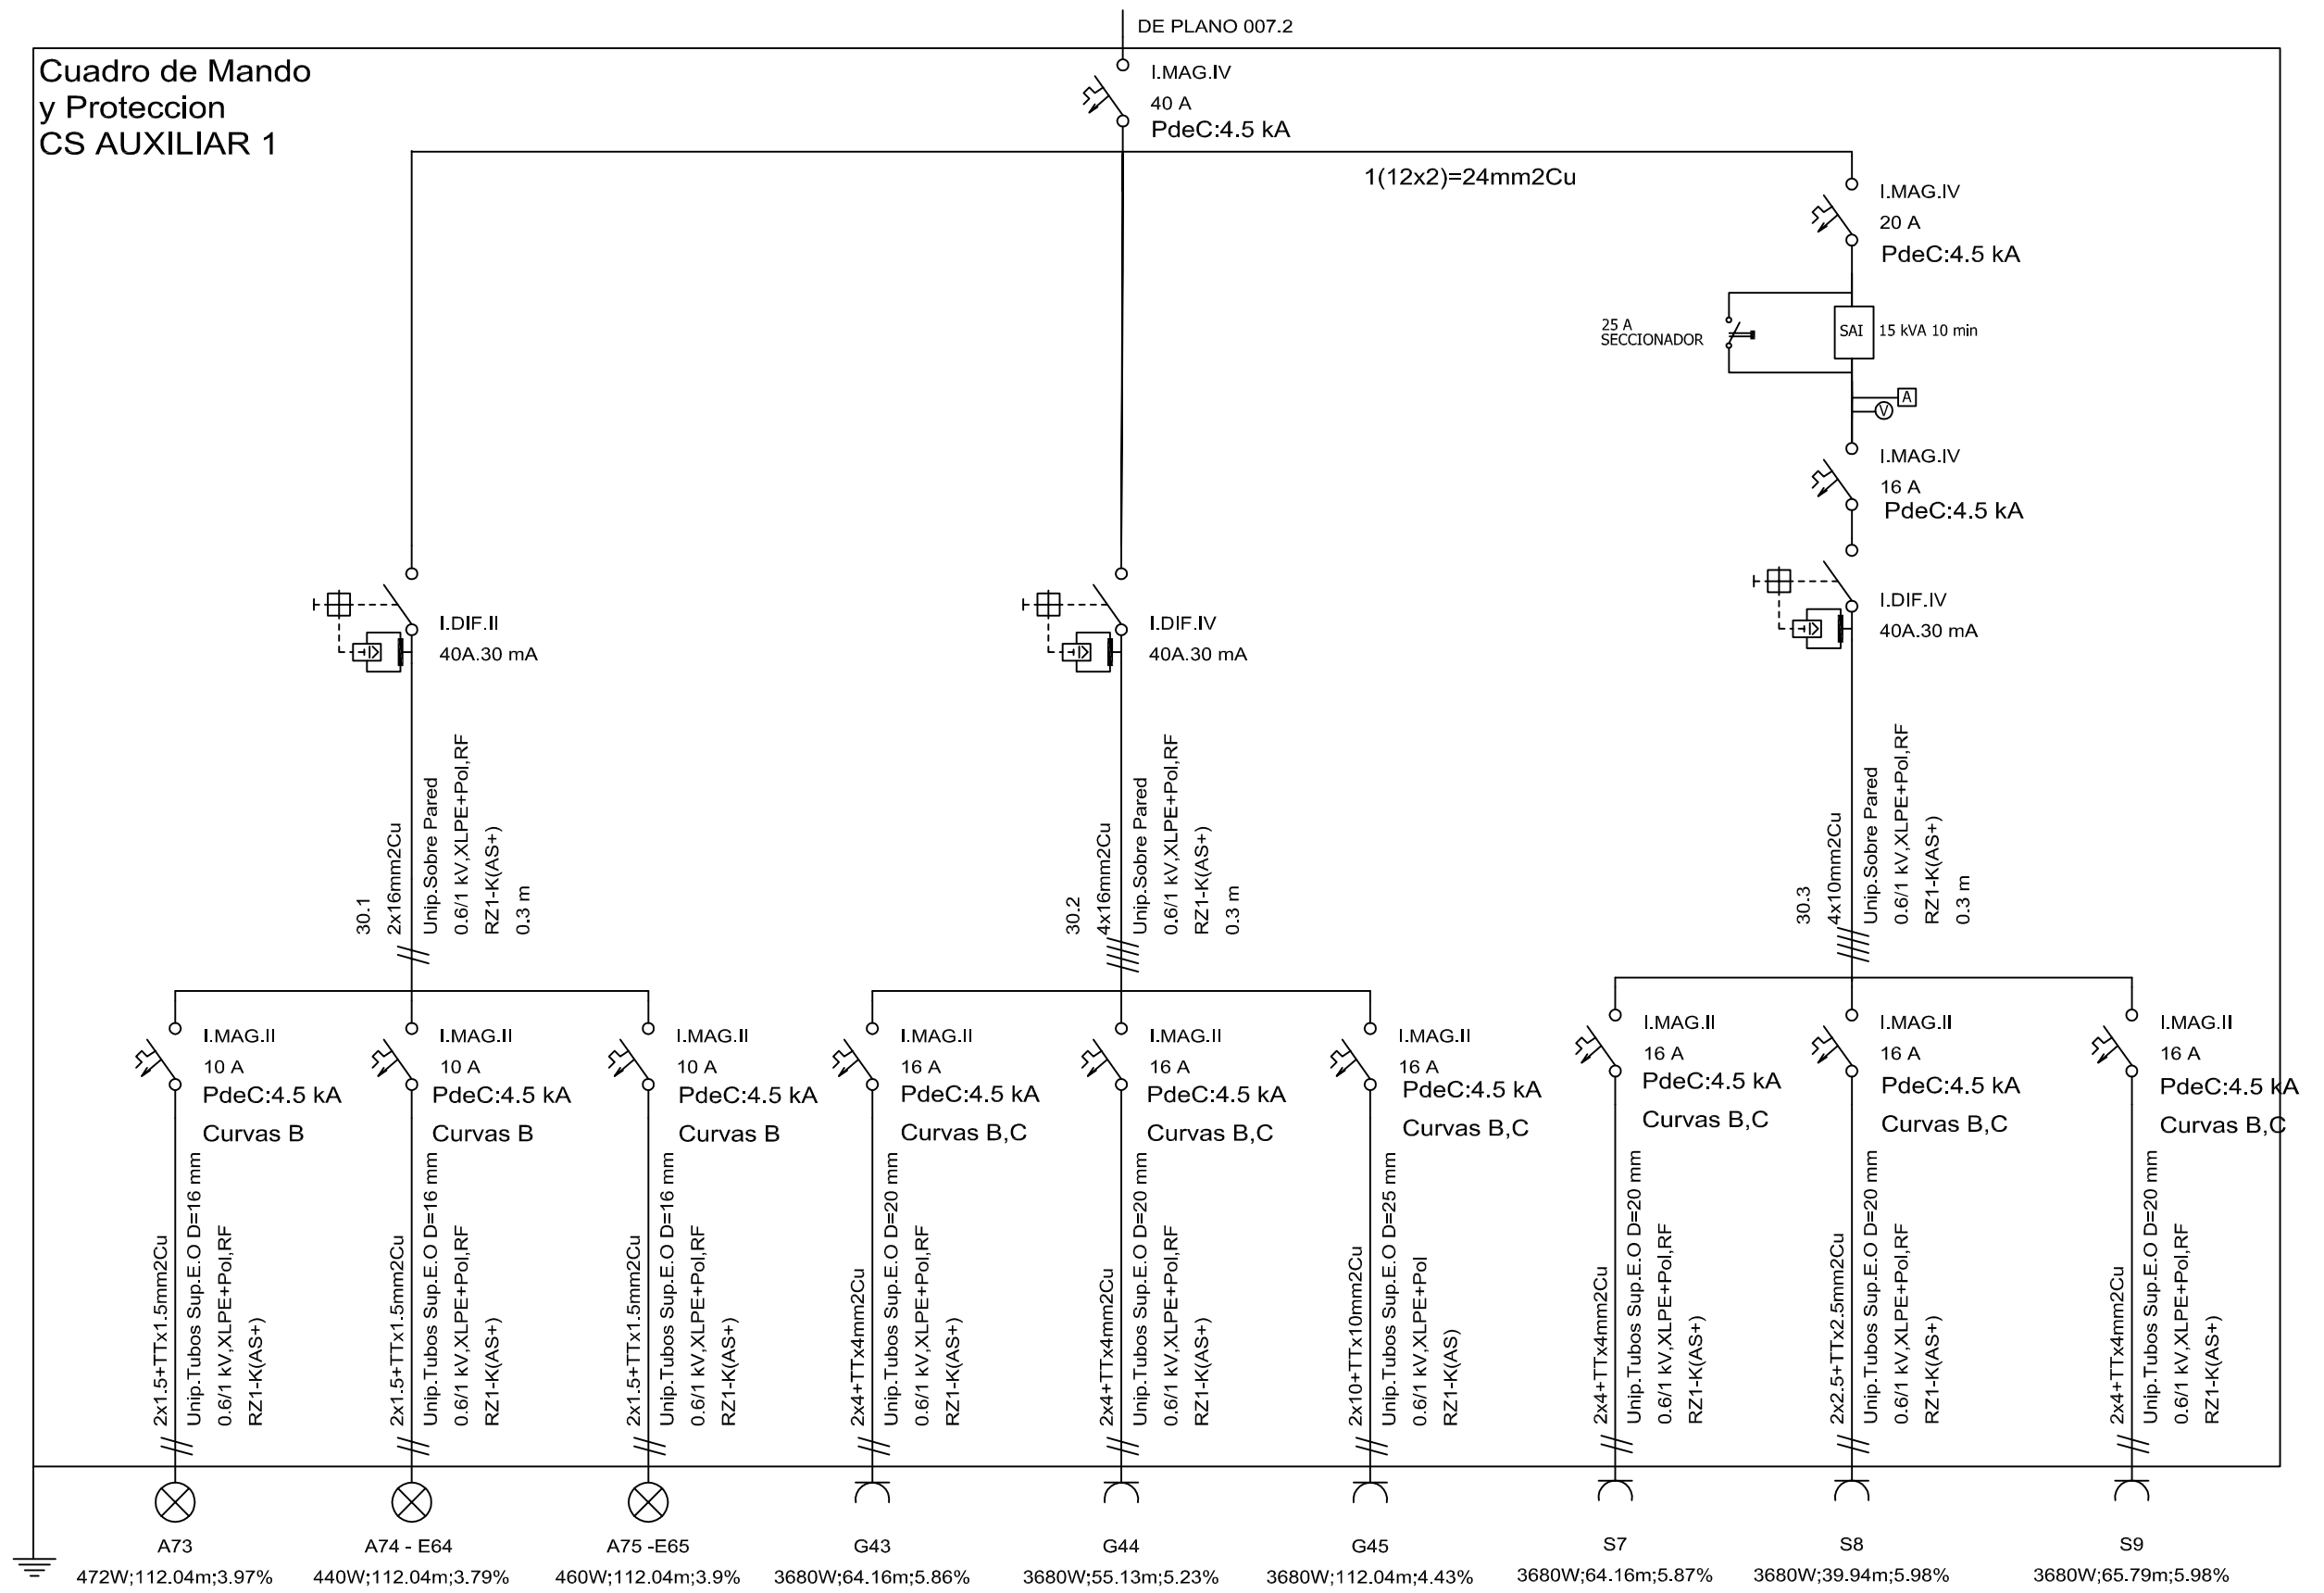 DE PLANO 007.2
Cuadro de Mando
y Proteccion
CS AUXILIAR 1
I.MAG.IV
40 A
PdeC:4.5 kA
1(12x2)=24mm2Cu
I.MAG.IV
20 A
PdeC:4.5 kA
25 A
SECCIONADOR
SAI
15 kVA 10 min
A
V
I.MAG.IV
16 A
PdeC:4.5 kA
I.DIF.II
40A.30 mA
I.DIF.IV
40A.30 mA
I.DIF.IV
40A.30 mA
30.1
2x16mm2Cu
Unip.Sobre Pared
0.6/1 kV,XLPE+Pol,RF
RZ1-K(AS+)
0.3 m
30.2
4x16mm2Cu
Unip.Sobre Pared
0.6/1 kV,XLPE+Pol,RF
RZ1-K(AS+)
0.3 m
30.3
4x10mm2Cu
Unip.Sobre Pared
0.6/1 kV,XLPE+Pol,RF
RZ1-K(AS+)
0.3 m
I.MAG.II
10 A
PdeC:4.5 kA
Curvas B
I.MAG.II
10 A
PdeC:4.5 kA
Curvas B
I.MAG.II
10 A
PdeC:4.5 kA
Curvas B
I.MAG.II
16 A
PdeC:4.5 kA
Curvas B,C
I.MAG.II
16 A
PdeC:4.5 kA
Curvas B,C
I.MAG.II
16 A
PdeC:4.5 kA
Curvas B,C
I.MAG.II
16 A
PdeC:4.5 kA
Curvas B,C
I.MAG.II
16 A
PdeC:4.5 kA
Curvas B,C
I.MAG.II
16 A
PdeC:4.5 kA
Curvas B,C
2x1.5+TTx1.5mm2Cu
Unip.Tubos Sup.E.O D=16 mm
0.6/1 kV,XLPE+Pol,RF
RZ1-K(AS+)
2x1.5+TTx1.5mm2Cu
Unip.Tubos Sup.E.O D=16 mm
0.6/1 kV,XLPE+Pol,RF
RZ1-K(AS+)
2x1.5+TTx1.5mm2Cu
Unip.Tubos Sup.E.O D=16 mm
0.6/1 kV,XLPE+Pol,RF
RZ1-K(AS+)
2x4+TTx4mm2Cu
Unip.Tubos Sup.E.O D=20 mm
0.6/1 kV,XLPE+Pol,RF
RZ1-K(AS+)
2x4+TTx4mm2Cu
Unip.Tubos Sup.E.O D=20 mm
0.6/1 kV,XLPE+Pol,RF
RZ1-K(AS+)
2x10+TTx10mm2Cu
Unip.Tubos Sup.E.O D=25 mm
0.6/1 kV,XLPE+Pol
RZ1-K(AS)
2x4+TTx4mm2Cu
Unip.Tubos Sup.E.O D=20 mm
0.6/1 kV,XLPE+Pol,RF
RZ1-K(AS+)
2x2.5+TTx2.5mm2Cu
Unip.Tubos Sup.E.O D=20 mm
0.6/1 kV,XLPE+Pol,RF
RZ1-K(AS+)
2x4+TTx4mm2Cu
Unip.Tubos Sup.E.O D=20 mm
0.6/1 kV,XLPE+Pol,RF
RZ1-K(AS+)
A73
472W;112.04m;3.97%
A74 - E64
440W;112.04m;3.79%
A75 -E65
460W;112.04m;3.9%
G43
3680W;64.16m;5.86%
G44
3680W;55.13m;5.23%
G45
3680W;112.04m;4.43%
S7
3680W;64.16m;5.87%
S8
3680W;39.94m;5.98%
S9
3680W;65.79m;5.98%